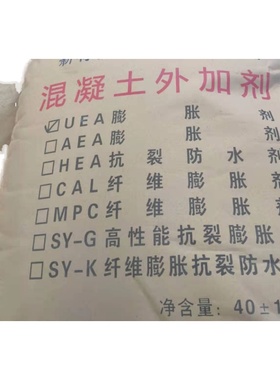 混凝土外加剂
☑UEA膨胀剂
☐AEA膨胀剂
☐HEA抗裂防水剂
☐CAL纤维膨胀剂
☐MPC纤维膨胀
☐SY-G高性能抗裂膨胀
☐SY-K纤维膨胀抗裂防水
净含量：40±1